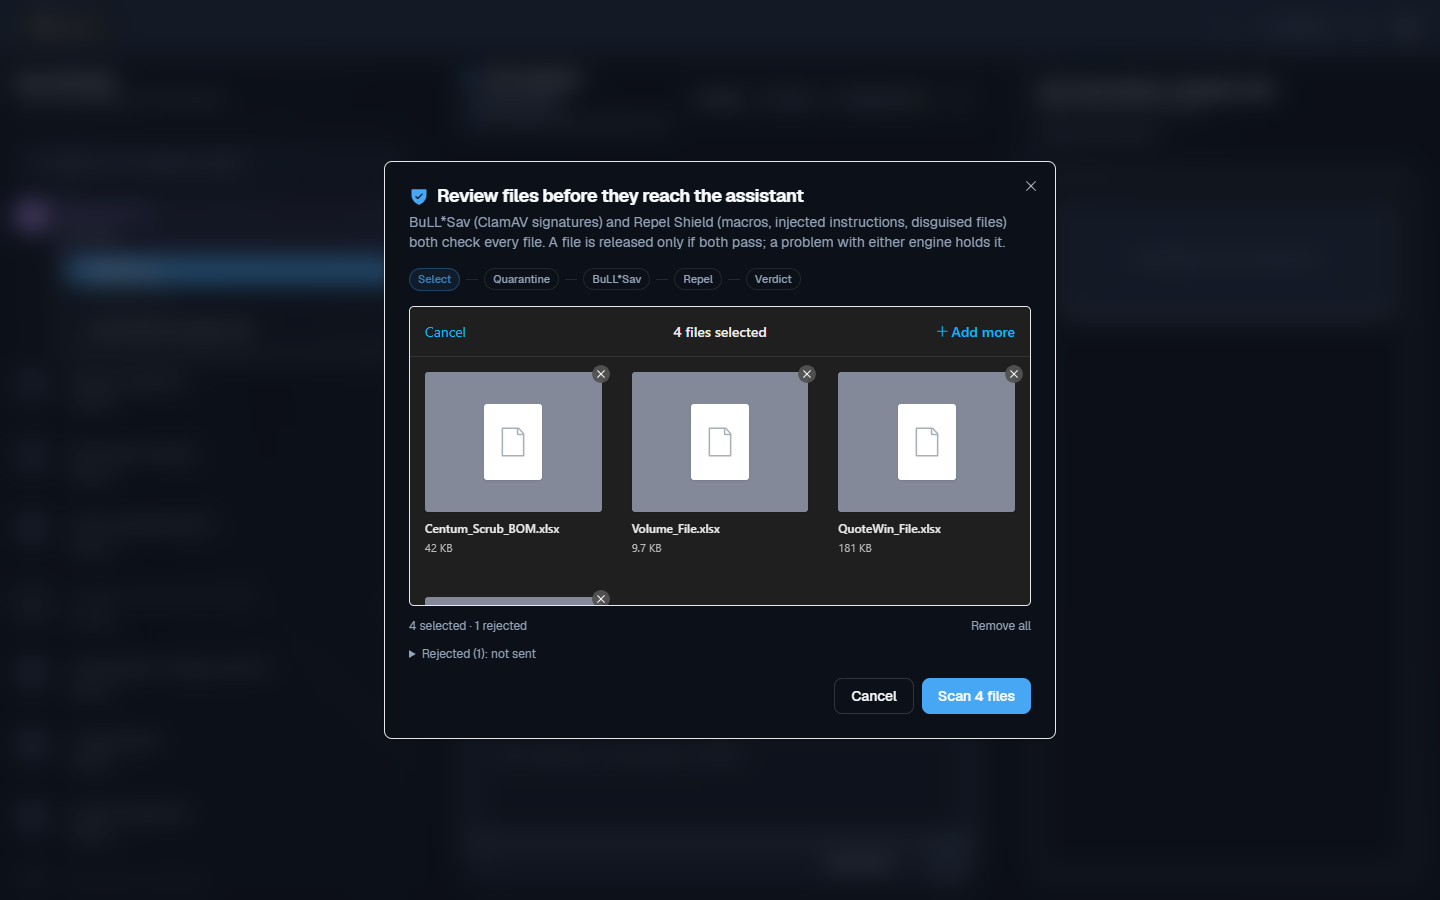 Review files before they reach the assistant
BuLL*Sav (ClamAV signatures) and Repel Shield (macros, injected instructions, disguised files)
both check every file. A file is released only if both pass; a problem with either engine holds it.
Select — Quarantine — BuLL*Sav — Repel — Verdict
Cancel 4 files selected + Add more
Centum_Scrub_BOM.xlsx Volume_File.xlsx QuoteWin_File.xlsx
42 KB 9.7 KB 181 KB
4 selected · 1 rejected Remove all
Rejected (1): not sent
Cancel Scan 4 files